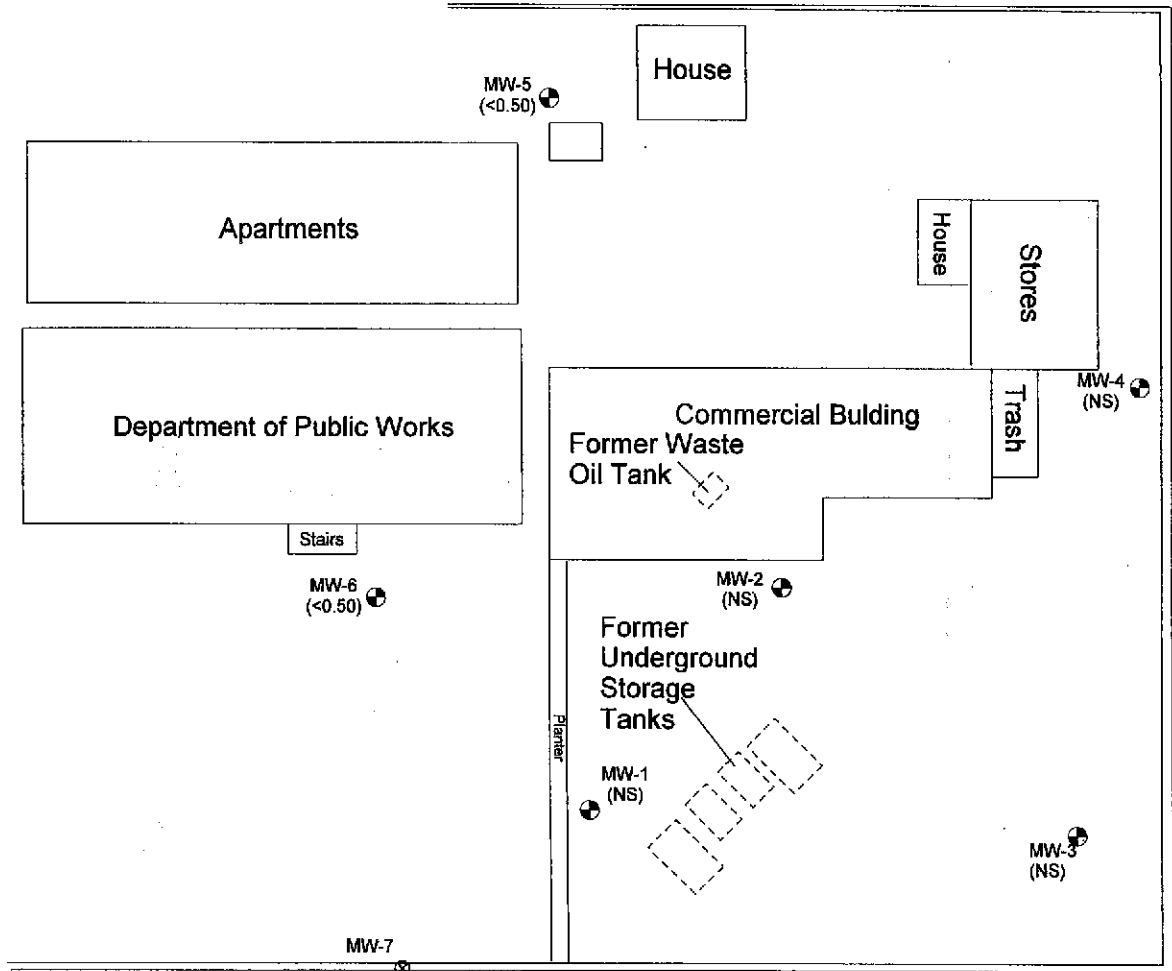 House
MW-5
(<0.50)
Apartments
House
Stores
Department of Public Works
Commercial Bulding
Former Waste
Oil Tank
Trash
MW-4
(NS)
Stairs
MW-6
(<0.50)
MW-2
(NS)
Former
Underground
Storage
Tanks
Planter
MW-1
(NS)
MW-3
(NS)
MW-7